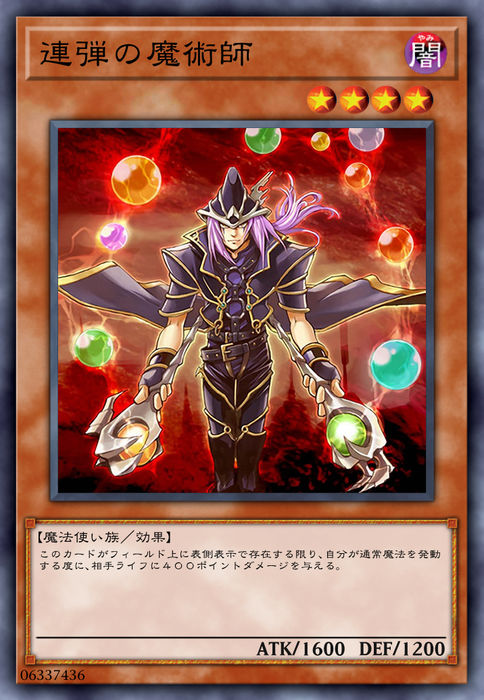 連弾の魔術師
やみ
闇
【魔法使い族／効果】
このカードがフィールド上に表側表示で存在する限り、自分が通常魔法を発動
する度に、相手ライフに４００ポイントダメージを与える。
ATK/1600 DEF/1200
06337436